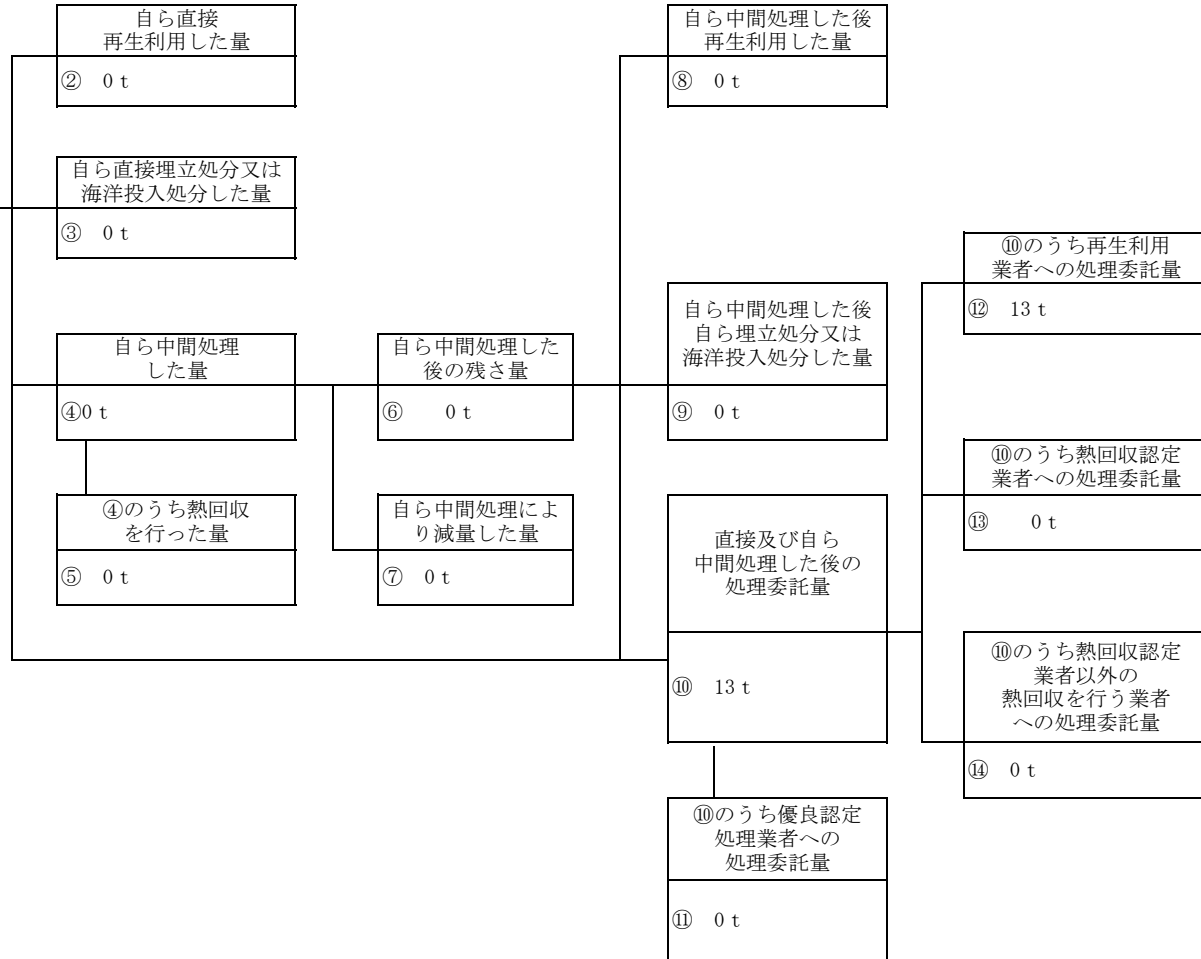 自ら直接
再生利用した量
② 0 t
自ら直接埋立処分又は
海洋投入処分した量
③ 0 t
自ら中間処理
した量
④0 t
④のうち熱回収
を行った量
⑤ 0 t
自ら中間処理した
後の残さ量
⑥ 0 t
自ら中間処理によ
り減量した量
⑦ 0 t
自ら中間処理した後
再生利用した量
⑧ 0 t
自ら中間処理した後
自ら埋立処分又は
海洋投入処分した量
⑨ 0 t
直接及び自ら
中間処理した後の
処理委託量
⑩ 13 t
⑩のうち優良認定
処理業者への
処理委託量
⑪ 0 t
⑩のうち再生利用
業者への処理委託量
⑫ 13 t
⑩のうち熱回収認定
業者への処理委託量
⑬ 0 t
⑩のうち熱回収認定
業者以外の
熱回収を行う業者
への処理委託量
⑭ 0 t